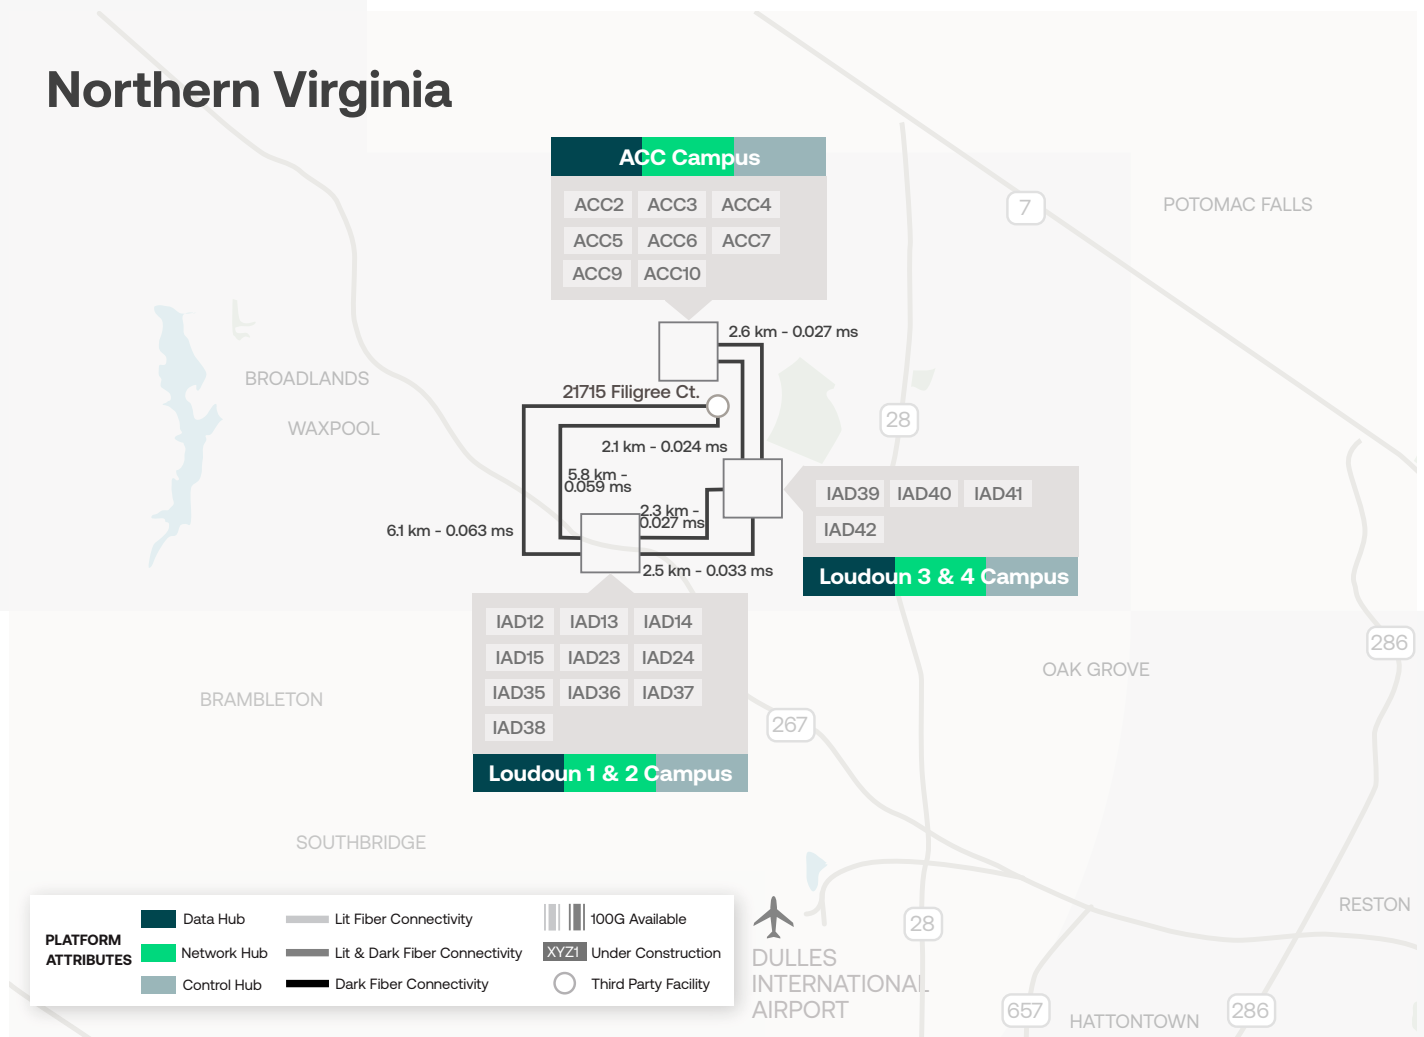 Northern Virginia
ACC Campus
ACC2 ACC3 ACC4
ACC5 ACC6 ACC7
ACC9 ACC10
7
POTOMAC FALLS
2.6 km - 0.027 ms
BROADLANDS
21715 Filigree Ct.
WAXPOOL
28
2.1 km - 0.024 ms
5.8 km -
0.059 ms
2.3 km -
0.027 ms
6.1 km - 0.063 ms
2.5 km - 0.033 ms
IAD39 IAD40 IAD41
IAD42
Loudoun 3 & 4 Campus
IAD12 IAD13 IAD14
IAD15 IAD23 IAD24
IAD35 IAD36 IAD37
IAD38
Loudoun 1 & 2 Campus
286
OAK GROVE
BRAMBLETON
267
SOUTHBRIDGE
RESTON
28
DULLES
INTERNATIONAL
AIRPORT
657
HATTONTOWN
286
PLATFORM
ATTRIBUTES
Data Hub
Network Hub
Control Hub
Lit Fiber Connectivity
Lit & Dark Fiber Connectivity
Dark Fiber Connectivity
100G Available
XYZ1 Under Construction
Third Party Facility